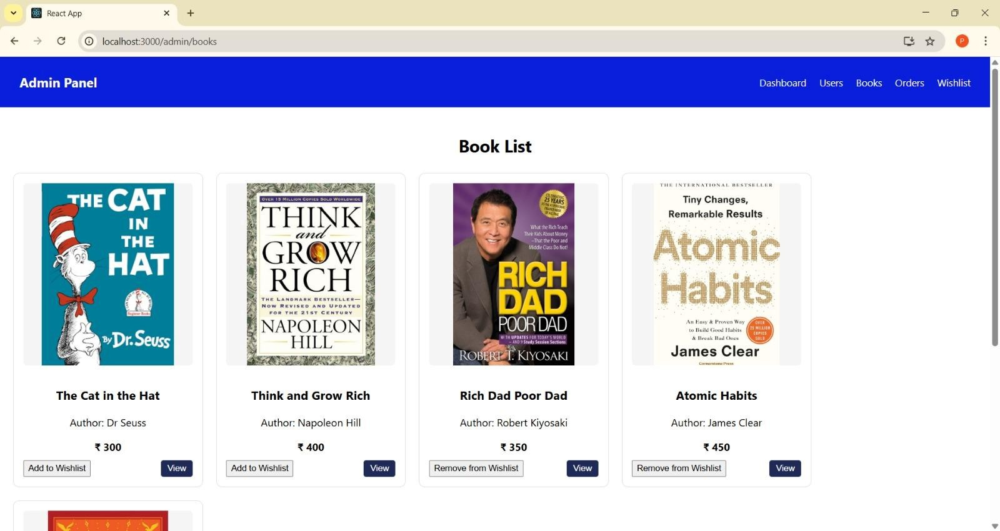 React App
localhost:3000/admin/books
P
Admin Panel
Dashboard Users Books Orders Wishlist
Book List
THE CAT
IN
THE
HAT
By Dr. Seuss
Beginner Books
The Cat in the Hat
Author: Dr Seuss
₹ 300
Add to Wishlist View
OVER 15 MILLION COPIES SOLD WORLDWIDE
THINK
and
GROW
RICH
THE LANDMARK BESTSELLER—
NOW REVISED AND UPDATED
FOR THE 21ST CENTURY
NAPOLEON
HILL
Think and Grow Rich
Author: Napoleon Hill
₹ 400
Add to Wishlist View
CELEBRATING
25 YEARS
What the Rich Teach
Their Kids About Money
–That the Poor and
Middle Class Do Not!
RICH
DAD
POOR DAD
WITH UPDATES FOR TODAY'S WORLD
– AND 9 Study Session Sections
ROBERT T. KIYOSAKI
Rich Dad Poor Dad
Author: Robert Kiyosaki
₹ 350
Remove from Wishlist View
THE INTERNATIONAL BESTSELLER
Tiny Changes,
Remarkable Results
Atomic
Habits
An Easy & Proven Way
to Build Good Habits
& Break Bad Ones
OVER
25 MILLION
COPIES
SOLD
James Clear
Cornerstone Press
Atomic Habits
Author: James Clear
₹ 450
Remove from Wishlist View